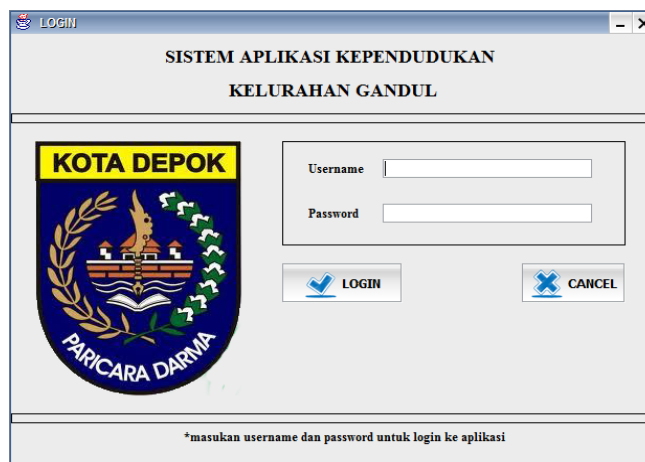 LOGIN
SISTEM APLIKASI KEPENDUDUKAN
KELURAHAN GANDUL
KOTA DEPOK
PARICARA DARMA
Username
Password
LOGIN
CANCEL
*masukan username dan password untuk login ke aplikasi